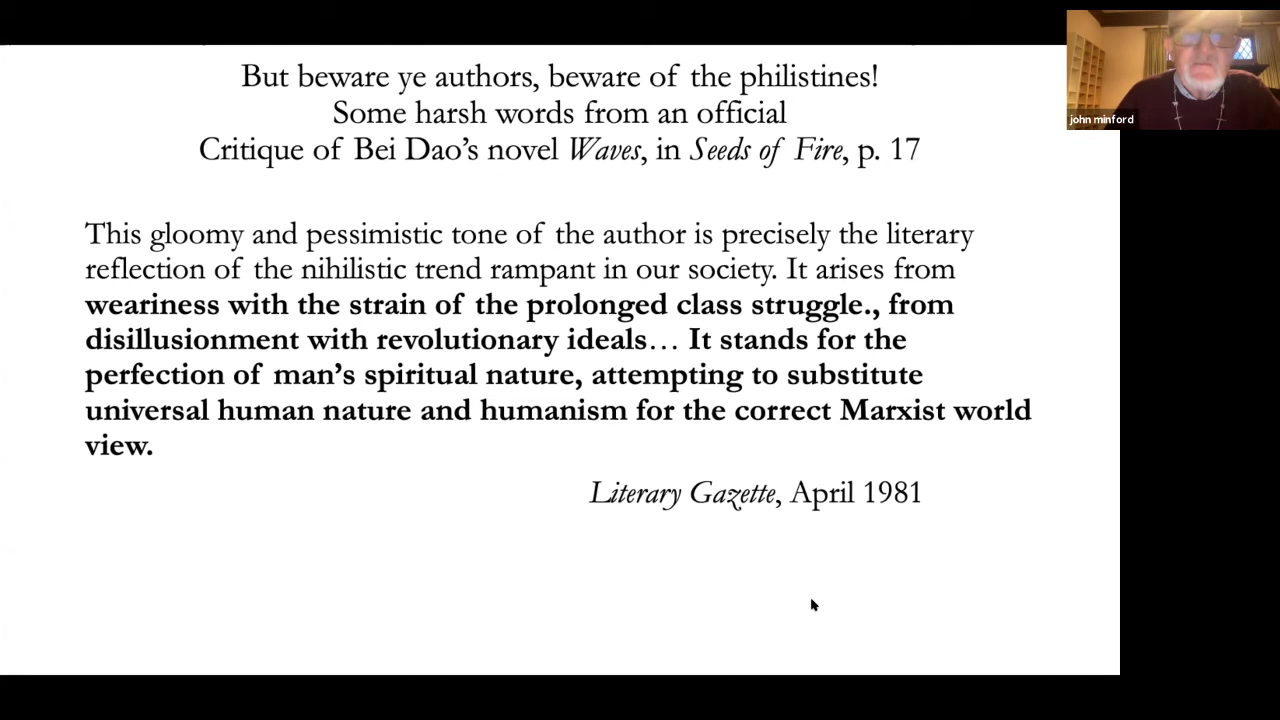 But beware ye authors, beware of the philistines!
Some harsh words from an official
Critique of Bei Dao's novel Waves, in Seeds of Fire, p. 17
This gloomy and pessimistic tone of the author is precisely the literary
reflection of the nihilistic trend rampant in our society. It arises from
weariness with the strain of the prolonged class struggle., from
disillusionment with revolutionary ideals… It stands for the
perfection of man's spiritual nature, attempting to substitute
universal human nature and humanism for the correct Marxist world
view.
Literary Gazette, April 1981
john minford